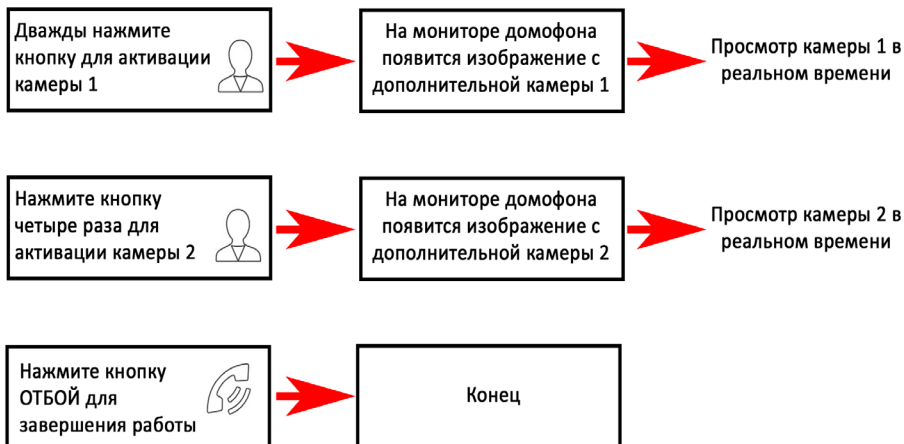 Дважды нажмите
кнопку для активации
камеры 1
На мониторе домофона
появится изображение с
дополнительной камеры 1
Просмотр камеры 1 в
реальном времени
Нажмите кнопку
четыре раза для
активации камеры 2
На мониторе домофона
появится изображение с
дополнительной камеры 2
Просмотр камеры 2 в
реальном времени
Нажмите кнопку
ОТБОЙ для
завершения работы
Конец